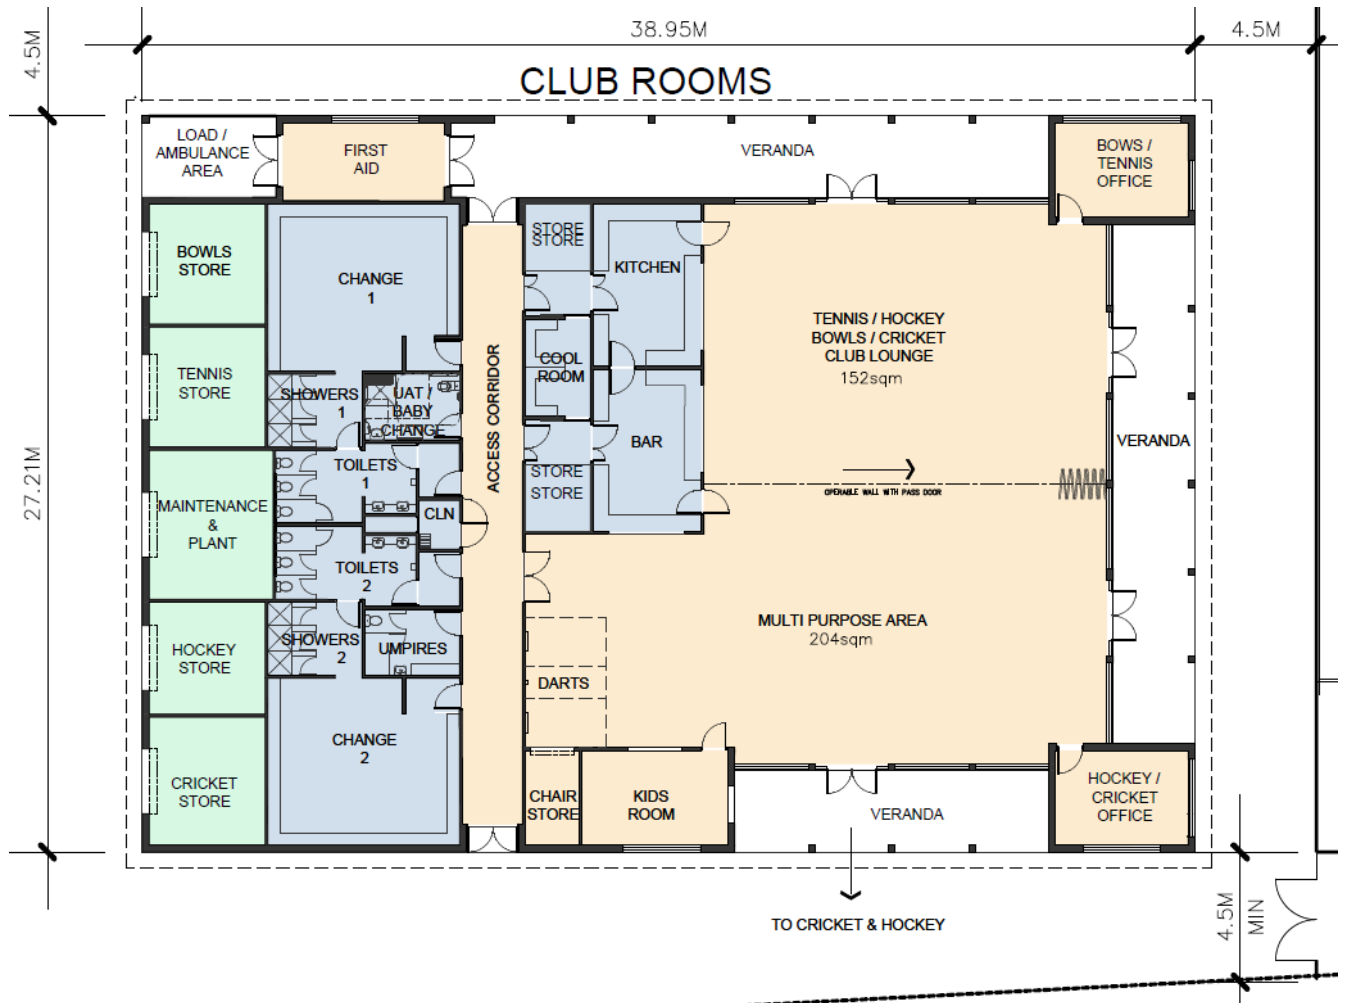 38.95M
4.5M
4.5M
CLUB ROOMS
LOAD /
AMBULANCE
AREA
FIRST
AID
VERANDA
BOWS /
TENNIS
OFFICE
BOWLS
STORE
CHANGE
1
STORE
STORE
KITCHEN
TENNIS / HOCKEY
BOWLS / CRICKET
CLUB LOUNGE
152sqm
TENNIS
STORE
SHOWERS
1
UAT /
BABY
CHANGE
ACCESS CORRIDOR
COOL
ROOM
BAR
VERANDA
TOILETS
1
STORE
STORE
OPENABLE WALL WITH PASS DOOR
27.21M
MAINTENANCE
&
PLANT
CLN
TOILETS
2
MULTI PURPOSE AREA
204sqm
HOCKEY
STORE
SHOWERS
2
UMPIRES
DARTS
CHANGE
2
CRICKET
STORE
CHAIR
STORE
KIDS
ROOM
VERANDA
HOCKEY /
CRICKET
OFFICE
TO CRICKET & HOCKEY
4.5M
MIN